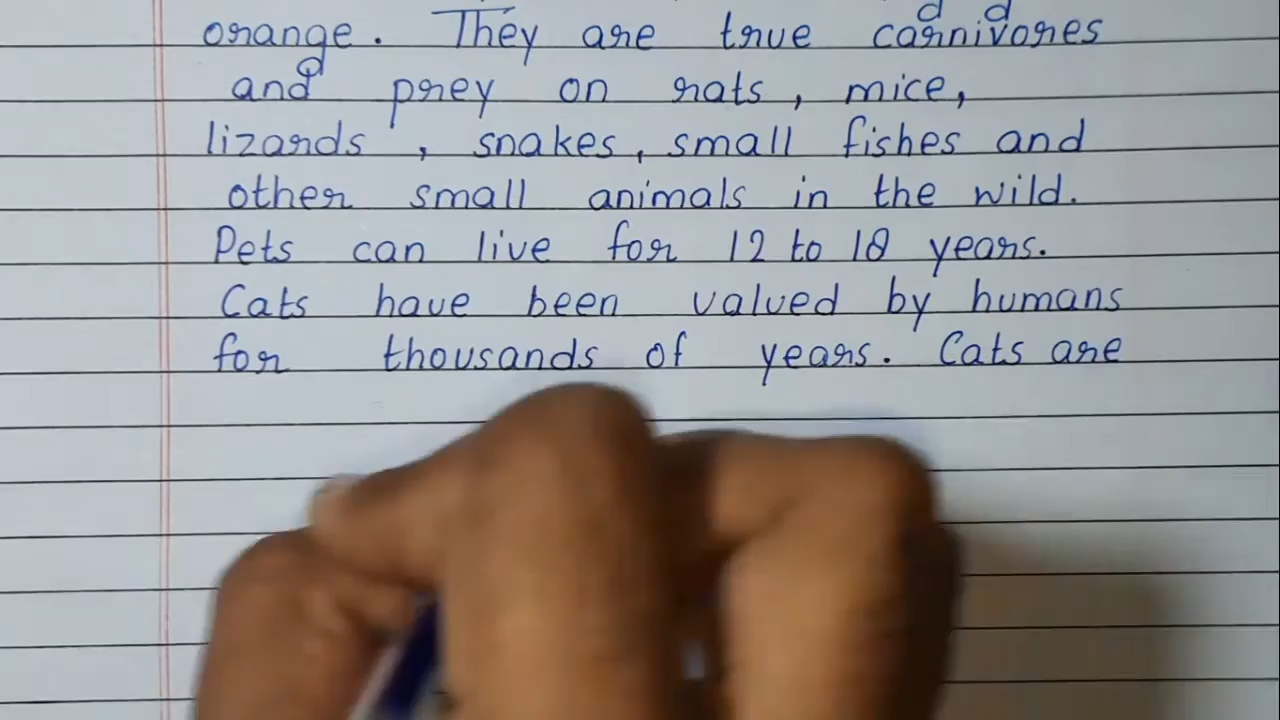 orange. They are true carnivores
and prey on rats, mice,
lizards, snakes, small fishes and
other small animals in the wild.
Pets can live for 12 to 18 years.
Cats have been valued by humans
for thousands of years. Cats are